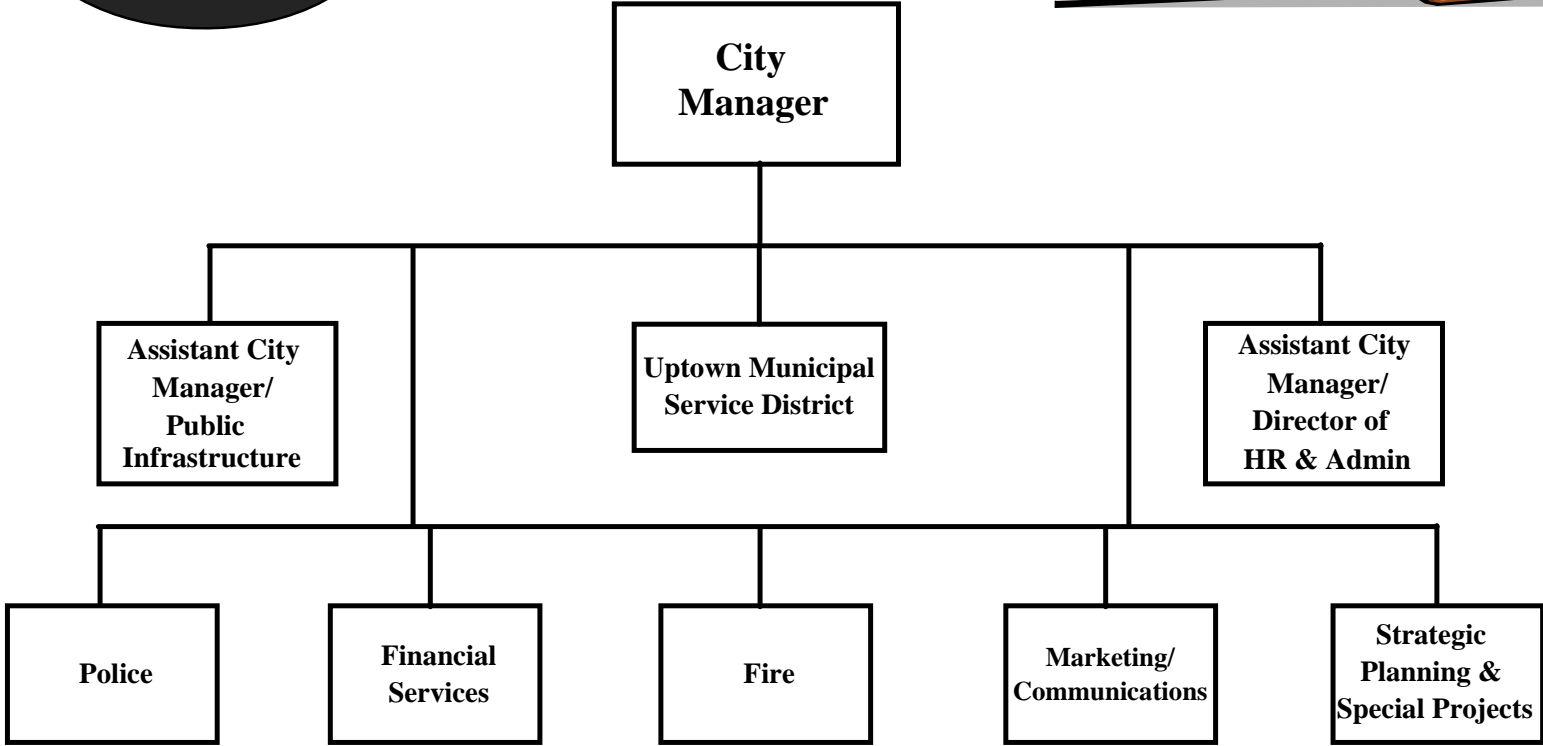 City
Manager
Assistant City
Manager/
Public
Infrastructure
Uptown Municipal
Service District
Assistant City
Manager/
Director of
HR & Admin
Police
Financial
Services
Fire
Marketing/
Communications
Strategic
Planning &
Special Projects